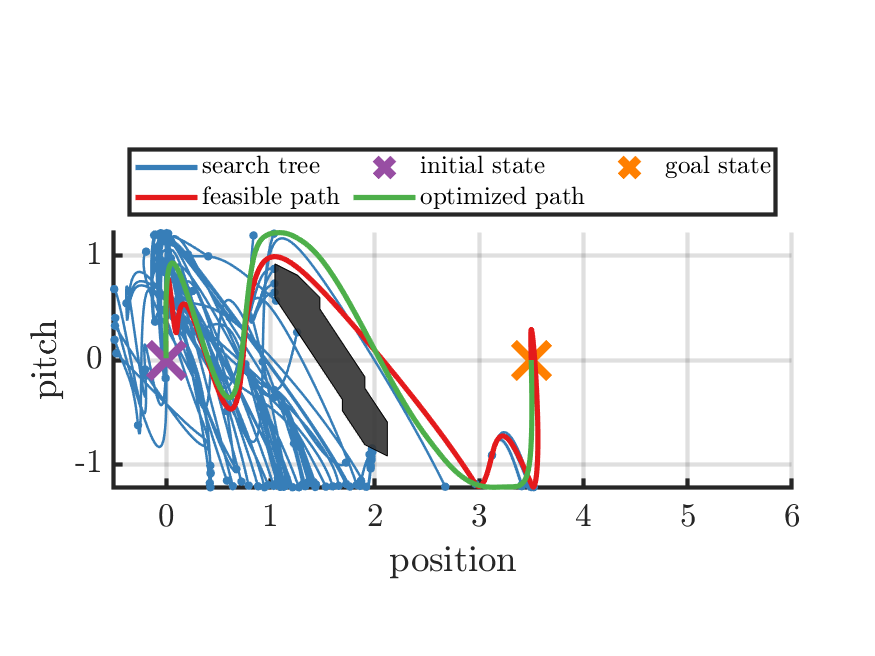 search tree initial state goal state
feasible path optimized path
1
0
-1
pitch
0 1 2 3 4 5 6
position